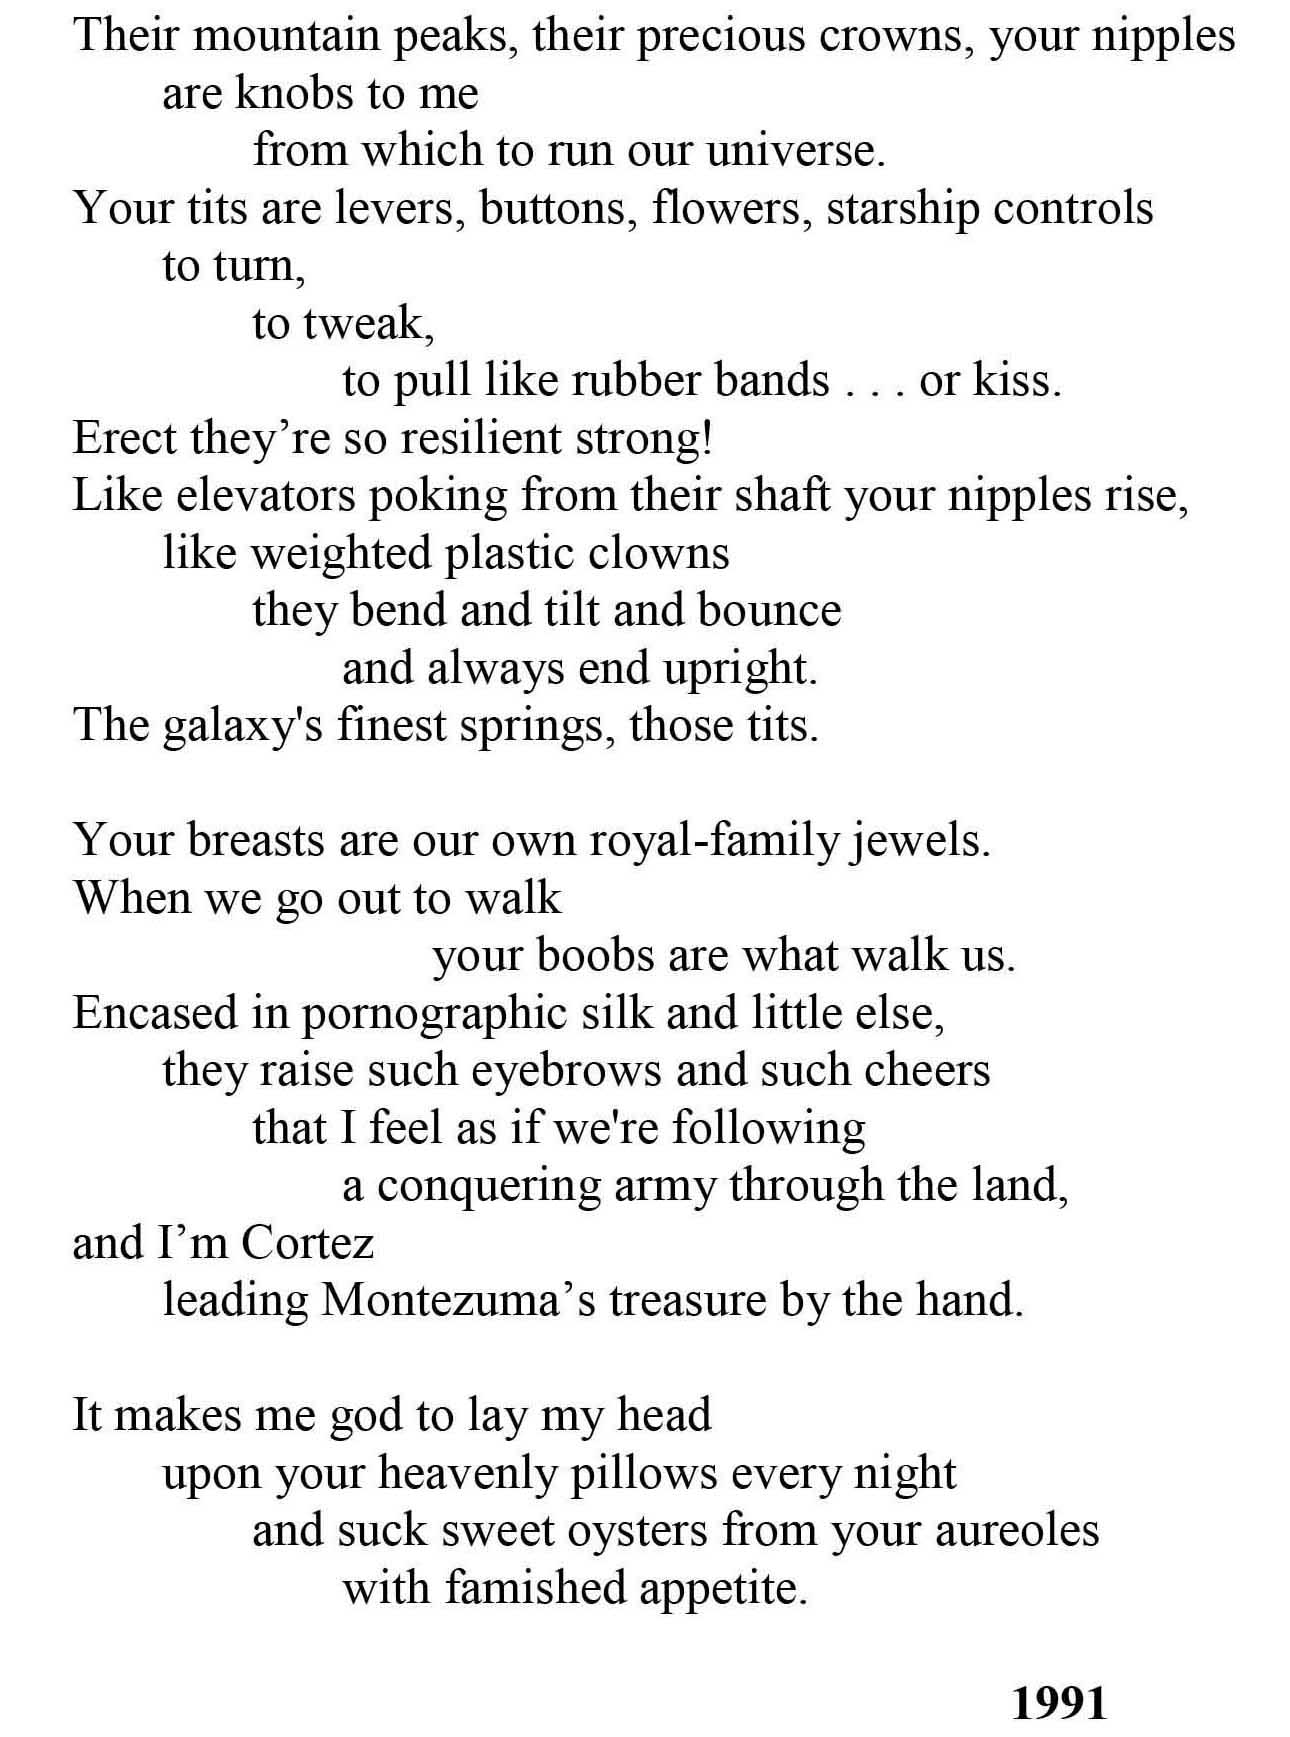 Their mountain peaks, their precious crowns, your nipples
are knobs to me
from which to run our universe.
Your tits are levers, buttons, flowers, starship controls
to turn,
to tweak,
to pull like rubber bands . . . or kiss.
Erect they’re so resilient strong!
Like elevators poking from their shaft your nipples rise,
like weighted plastic clowns
they bend and tilt and bounce
and always end upright.
The galaxy's finest springs, those tits.

Your breasts are our own royal-family jewels.
When we go out to walk
your boobs are what walk us.
Encased in pornographic silk and little else,
they raise such eyebrows and such cheers
that I feel as if we're following
a conquering army through the land,
and I’m Cortez
leading Montezuma’s treasure by the hand.

It makes me god to lay my head
upon your heavenly pillows every night
and suck sweet oysters from your aureoles
with famished appetite.

1991